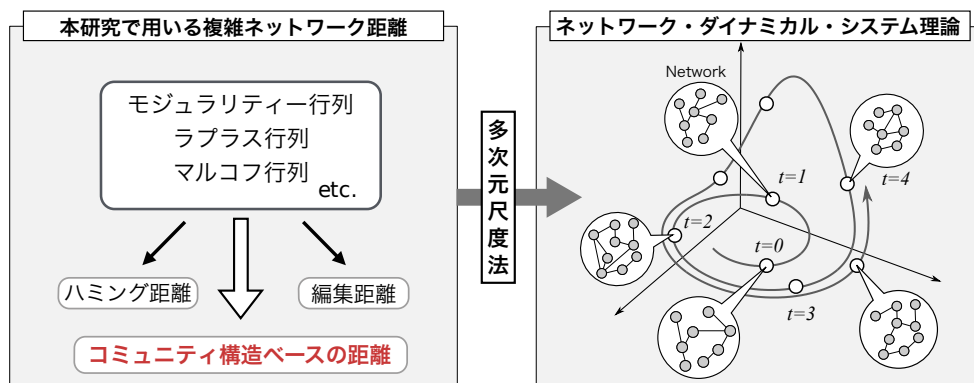 本研究で用いる複雑ネットワーク距離
モジュラリティー行列
ラプラス行列
マルコフ行列
etc.
ハミング距離
編集距離
コミュニティ構造ベースの距離
多次元尺度法
ネットワーク・ダイナミカル・システム理論
Network
t=1
t=4
t=2
t=0
t=3